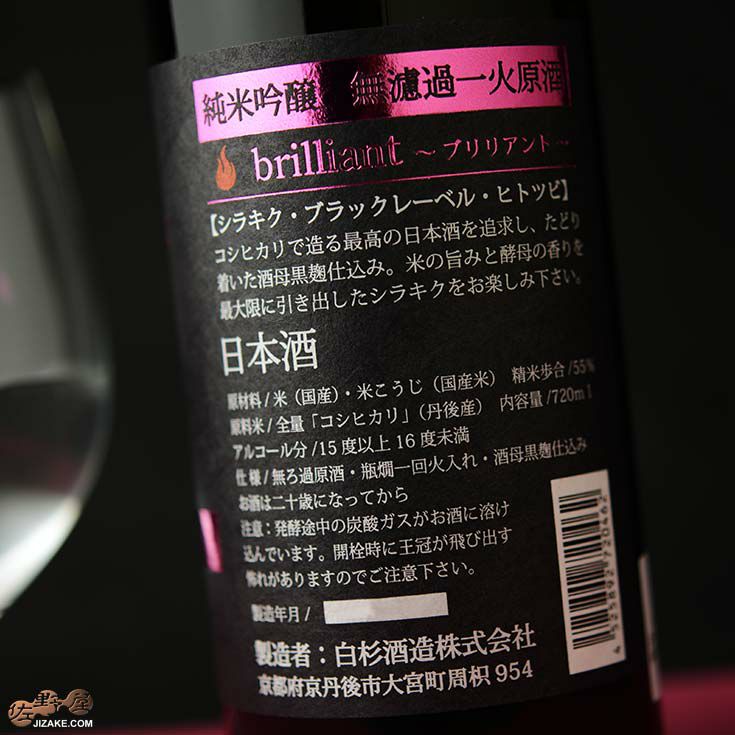 純米吟醸 無濾過一火原酒
brilliant ～ブリリアント～
【シラキク・ブラックレーベル・ヒトツビ】
コシヒカリで造る最高の日本酒を追求し、たどり
着いた酒母黒麹仕込み。米の旨みと酵母の香りを
最大限に引き出したシラキクをお楽しみ下さい。
日本酒
原材料/米（国産）・米こうじ（国産米） 精米歩合/55%
原料米/全量「コシヒカリ」（丹後産） 内容量/720ml
アルコール分/15度以上16度未満
仕様/無ろ過原酒・瓶燗一回火入れ・酒母黒麹仕込み
お酒は二十歳になってから
注意：発酵途中の炭酸ガスがお酒に溶け
込んでいます。開栓時に王冠が飛び出す
怖れがありますのでご注意下さい。
製造年月/
製造者：白杉酒造株式会社
京都府京丹後市大宮町周枳954
4 525892 720462
佐野屋
JIZAKE.COM